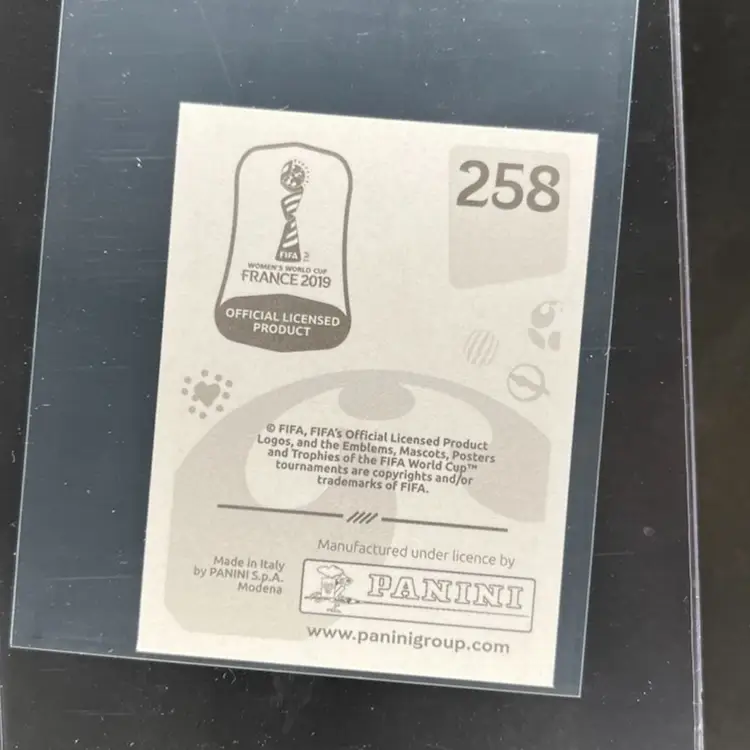 258
FIFA
TM
WOMEN'S WORLD CUP
FRANCE 2019
OFFICIAL LICENSED
PRODUCT
© FIFA, FIFA's Official Licensed Product
Logos, and the Emblems, Mascots, Posters
and Trophies of the FIFA World Cup™
tournaments are copyrights and/or
trademarks of FIFA.
Manufactured under licence by
Made in Italy
by PANINI S.p.A.
Modena
PANINI
www.paninigroup.com